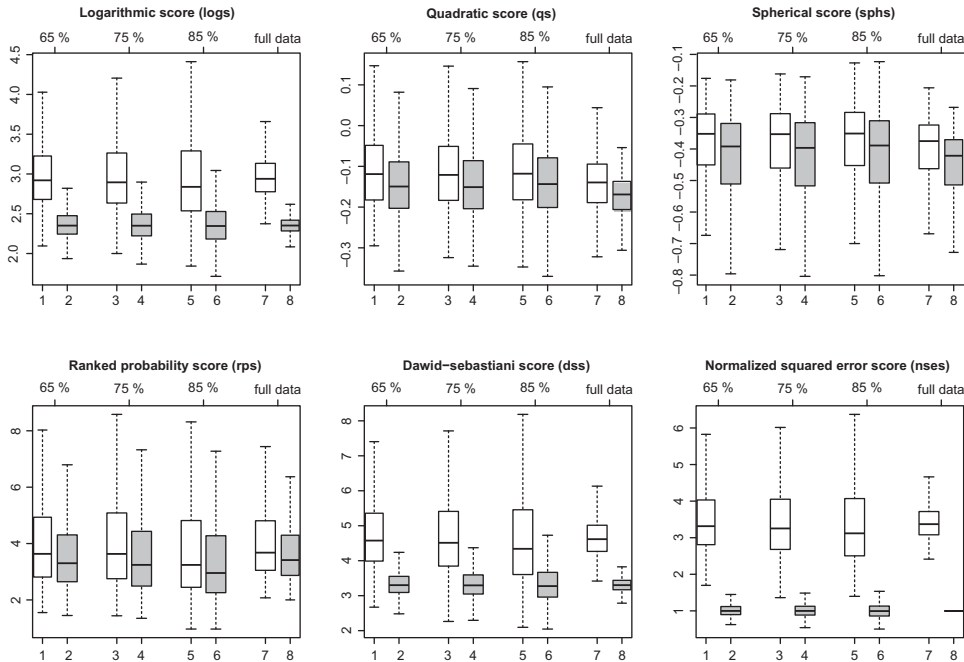 Logarithmic score (logs)
65 % 75 % 85 % full data
4.5
4.0
3.5
3.0
2.5
2.0
1 2 3 4 5 6 7 8
Quadratic score (qs)
65 % 75 % 85 % full data
0.1
0.0
−0.1
−0.2
−0.3
1 2 3 4 5 6 7 8
Spherical score (sphs)
65 % 75 % 85 % full data
−0.1
−0.2
−0.3
−0.4
−0.5
−0.6
−0.7
−0.8
1 2 3 4 5 6 7 8
Ranked probability score (rps)
65 % 75 % 85 % full data
8
6
4
2
1 2 3 4 5 6 7 8
Dawid−sebastiani score (dss)
65 % 75 % 85 % full data
8
7
6
5
4
3
2
1 2 3 4 5 6 7 8
Normalized squared error score (nses)
65 % 75 % 85 % full data
6
5
4
3
2
1
1 2 3 4 5 6 7 8